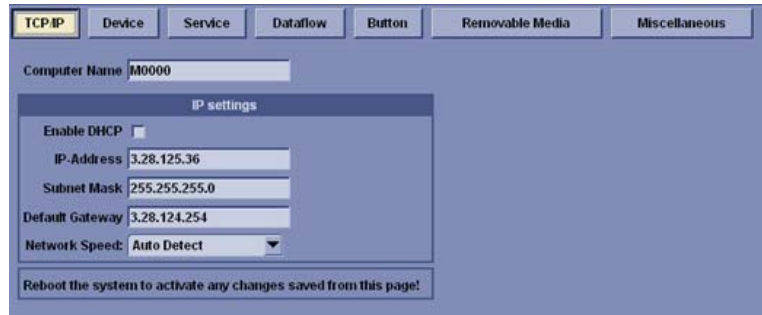 TCP/IP Device Service Dataflow Button Removable Media Miscellaneous
Computer Name M0000
IP settings
Enable DHCP
IP-Address 3.28.125.36
Subnet Mask 255.255.255.0
Default Gateway 3.28.124.254
Network Speed: Auto Detect
Reboot the system to activate any changes saved from this page!